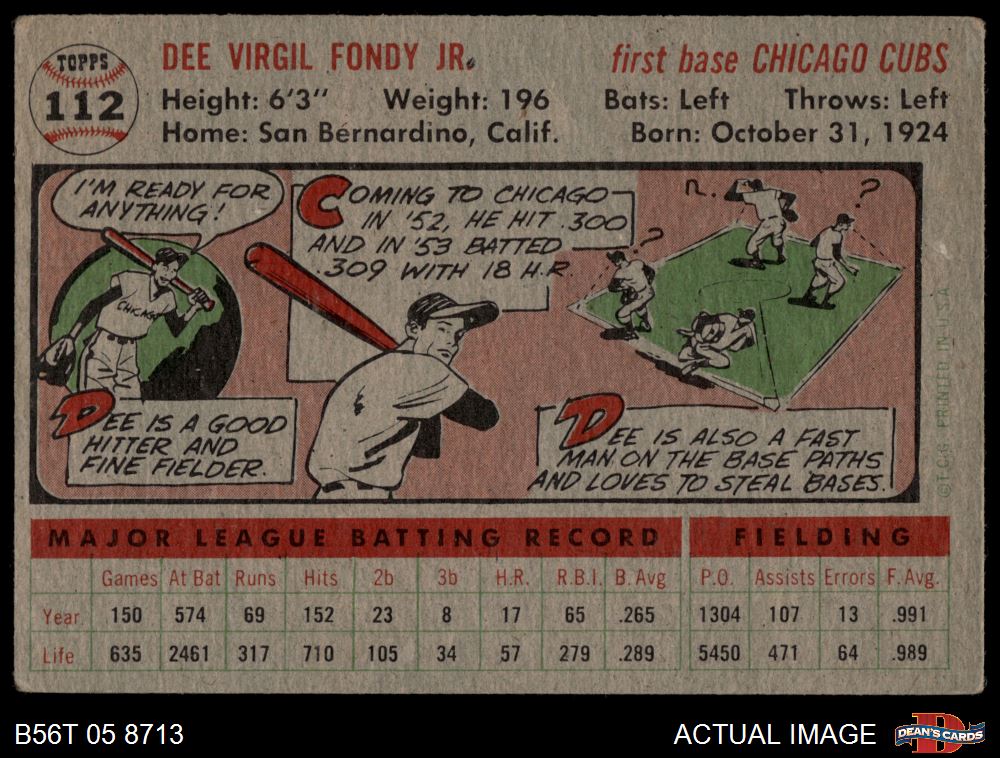 TOPPS
112
DEE VIRGIL FONDY JR.
first base CHICAGO CUBS
Height: 6'3" Weight: 196 Bats: Left Throws: Left
Home: San Bernardino, Calif. Born: October 31, 1924
I'M READY FOR
ANYTHING!
CHICAGO
DEE IS A GOOD
HITTER AND
FINE FIELDER.
COMING TO CHICAGO
IN '52, HE HIT .300
AND IN '53 BATTED
.309 WITH 18 H.R.
?
?
?
DEE IS ALSO A FAST
MAN ON THE BASE PATHS
AND LOVES TO STEAL BASES.
© T.C.G. PRINTED IN U.S.A.
MAJOR LEAGUE BATTING RECORD FIELDING
Games At Bat Runs Hits 2b 3b H.R. R.B.I. B. Avg P.O. Assists Errors F. Avg.
Year 150 574 69 152 23 8 17 65 .265 1304 107 13 .991
Life 635 2461 317 710 105 34 57 279 .289 5450 471 64 .989
B56T 05 8713
ACTUAL IMAGE
DEAN'S CARDS